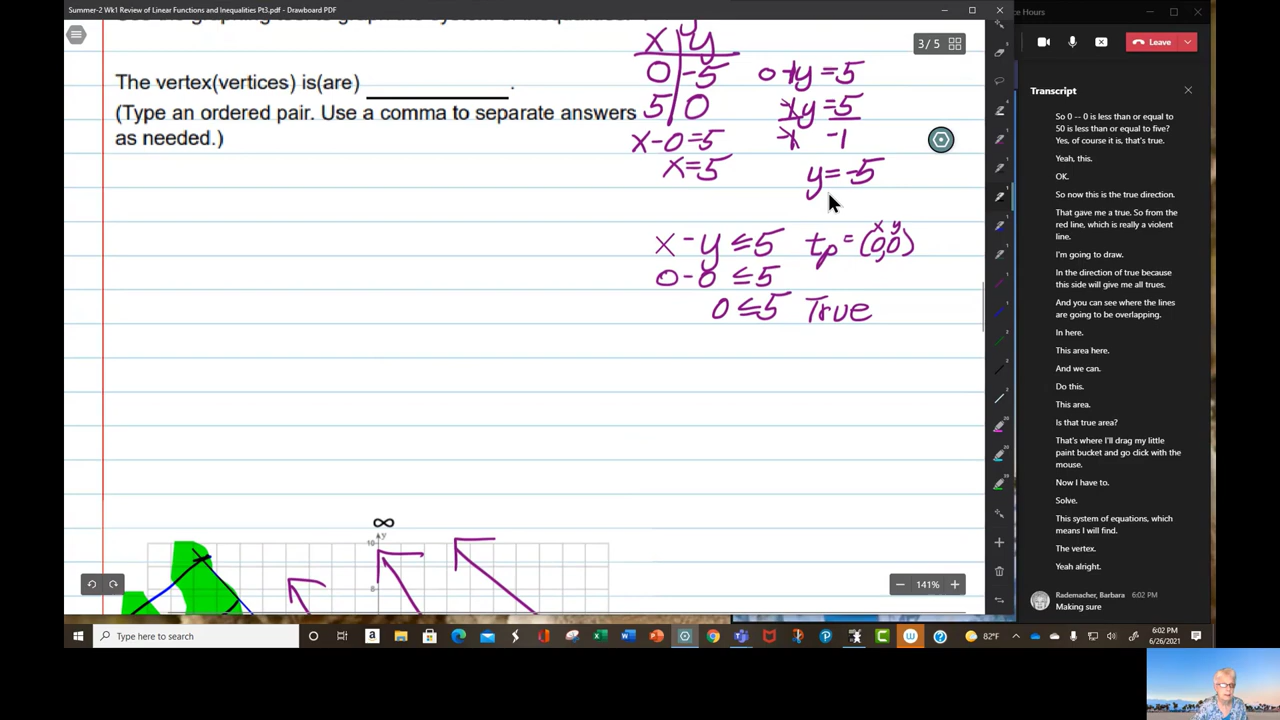 Summer-2 Wk1 Review of Linear Functions and Inequalities Pt3.pdf - Drawboard PDF
3 / 5
The vertex(vertices) is(are) ____________.
(Type an ordered pair. Use a comma to separate answers
as needed.)
x | y
0 | -5
5 | 0
x-0=5
x=5
y=5
-1
y=-5
x-y≤5 tp=(0,0)
x y
0-0≤5
0≤5 True
∞
y
10
8
141%
ce Hours
Leave
Transcript
So 0 -- 0 is less than or equal to
50 is less than or equal to five?
Yes, of course it is, that's true.
Yeah, this.
OK.
So now this is the true direction.
That gave me a true. So from the
red line, which is really a violent
line.
I'm going to draw.
In the direction of true because
this side will give me all trues.
And you can see where the lines
are going to be overlapping.
In here.
This area here.
And we can.
Do this.
This area.
Is that true area?
That's where I'll drag my little
paint bucket and go click with the
mouse.
Now I have to.
Solve.
This system of equations, which
means I will find.
The vertex.
Yeah alright.
Rademacher, Barbara 6:02 PM
Making sure
Type here to search
82°F
6:02 PM
6/26/2021